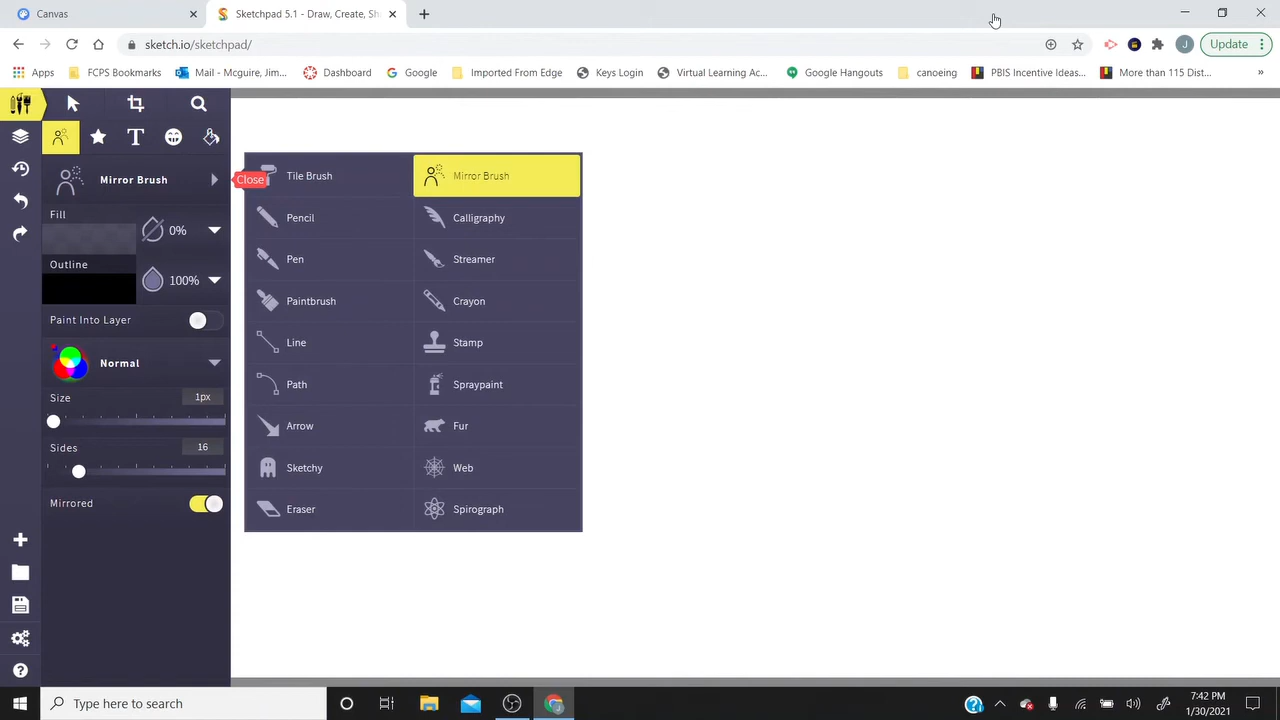 Canvas
Sketchpad 5.1 - Draw, Create, Sh
sketch.io/sketchpad/
Update
Apps
FCPS Bookmarks
Mail - Mcguire, Jim...
Dashboard
Google
Imported From Edge
Keys Login
Virtual Learning Ac...
Google Hangouts
canoeing
PBIS Incentive Ideas...
More than 115 Dist...
»
Mirror Brush
Close
Fill
0%
Outline
100%
Paint Into Layer
Normal
Size
1px
Sides
16
Mirrored
Tile Brush
Mirror Brush
Pencil
Calligraphy
Pen
Streamer
Paintbrush
Crayon
Line
Stamp
Path
Spraypaint
Arrow
Fur
Sketchy
Web
Eraser
Spirograph
Type here to search
7:42 PM
1/30/2021